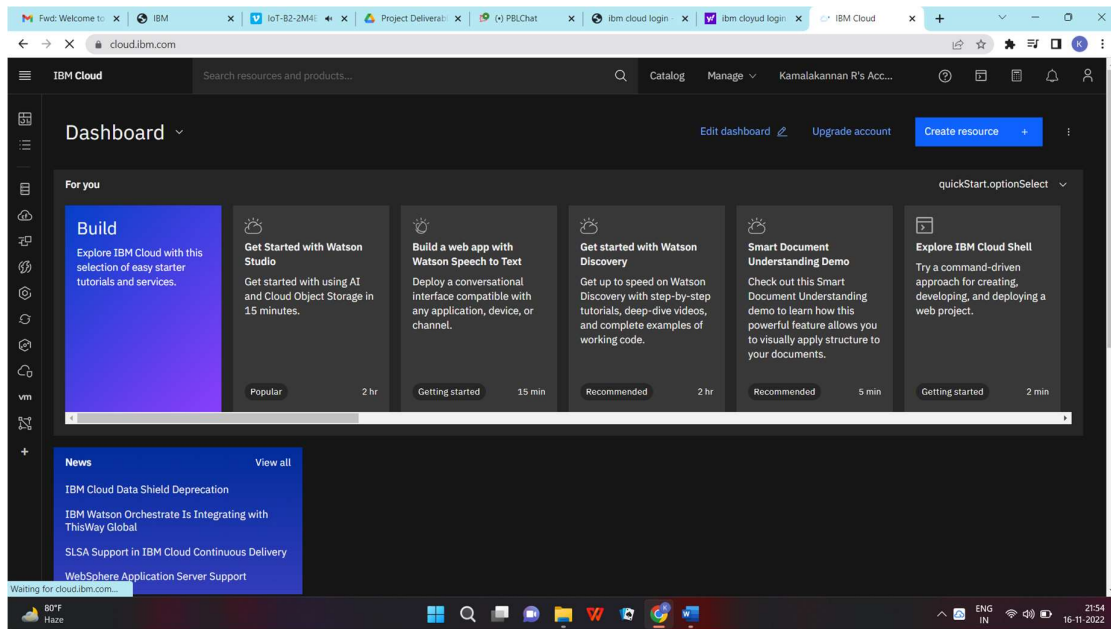 Fwd: Welcome to
IBM
IoT-B2-2M4E
Project Deliverab
(•) PBLChat
ibm cloud login -
ibm cloyud login
IBM Cloud
cloud.ibm.com
K
IBM Cloud
Search resources and products...
Catalog
Manage
Kamalakannan R's Acc...
Dashboard
Edit dashboard
Upgrade account
Create resource +
For you
quickStart.optionSelect
Build
Explore IBM Cloud with this
selection of easy starter
tutorials and services.
Get Started with Watson
Studio
Get started with using AI
and Cloud Object Storage in
15 minutes.
Popular
2 hr
Build a web app with
Watson Speech to Text
Deploy a conversational
interface compatible with
any application, device, or
channel.
Getting started
15 min
Get started with Watson
Discovery
Get up to speed on Watson
Discovery with step-by-step
tutorials, deep-dive videos,
and complete examples of
working code.
Recommended
2 hr
Smart Document
Understanding Demo
Check out this Smart
Document Understanding
demo to learn how this
powerful feature allows you
to visually apply structure to
your documents.
Recommended
5 min
Explore IBM Cloud Shell
Try a command-driven
approach for creating,
developing, and deploying a
web project.
Getting started
2 min
vm
News
View all
IBM Cloud Data Shield Deprecation
IBM Watson Orchestrate Is Integrating with
ThisWay Global
SLSA Support in IBM Cloud Continuous Delivery
WebSphere Application Server Support
Waiting for cloud.ibm.com...
80°F
Haze
ENG
IN
21:54
16-11-2022